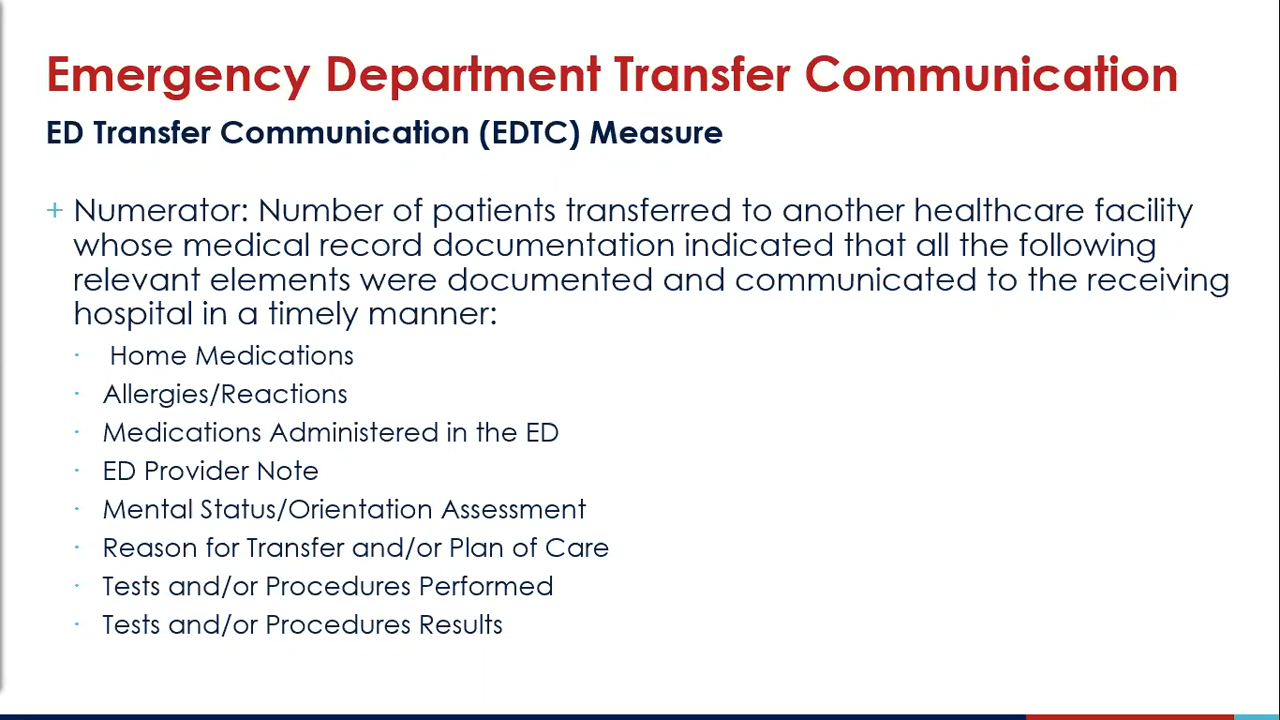 Emergency Department Transfer Communication
ED Transfer Communication (EDTC) Measure
+ Numerator: Number of patients transferred to another healthcare facility
whose medical record documentation indicated that all the following
relevant elements were documented and communicated to the receiving
hospital in a timely manner:
· Home Medications
· Allergies/Reactions
· Medications Administered in the ED
· ED Provider Note
· Mental Status/Orientation Assessment
· Reason for Transfer and/or Plan of Care
· Tests and/or Procedures Performed
· Tests and/or Procedures Results